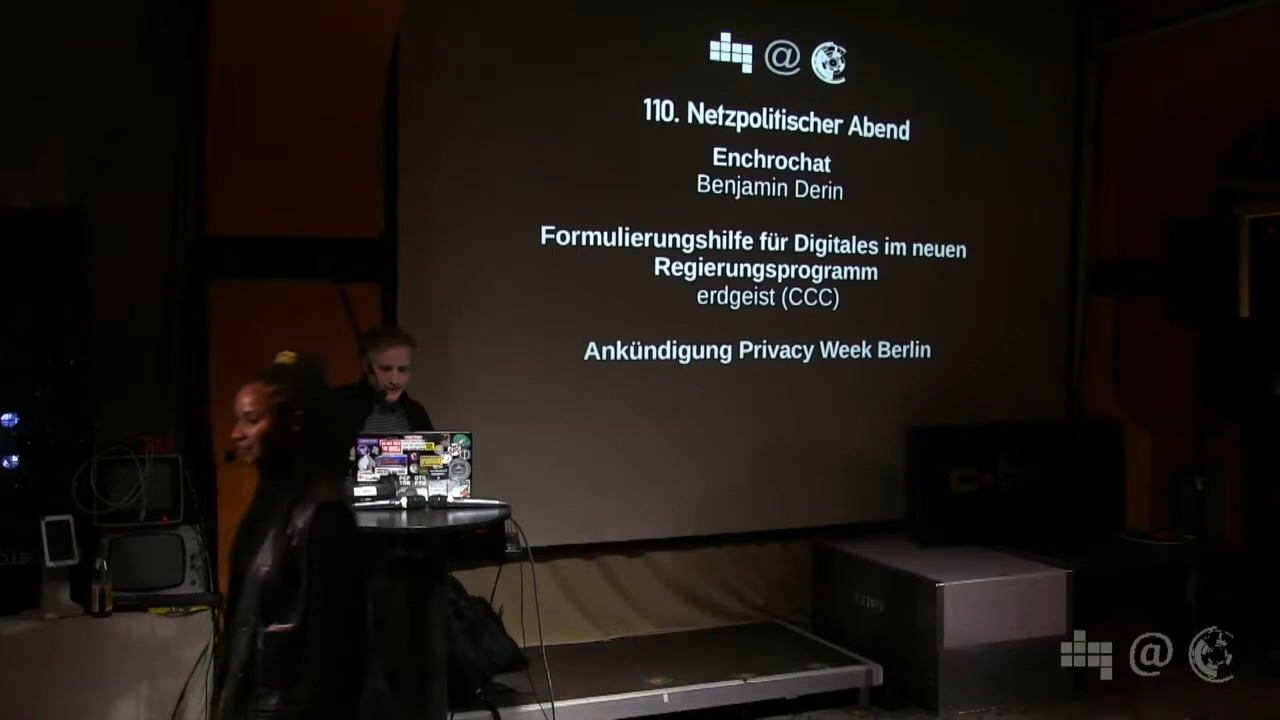 @
110. Netzpolitischer Abend
Enchrochat
Benjamin Derin
Formulierungshilfe für Digitales im neuen
Regierungsprogramm
erdgeist (CCC)
Ankündigung Privacy Week Berlin
@